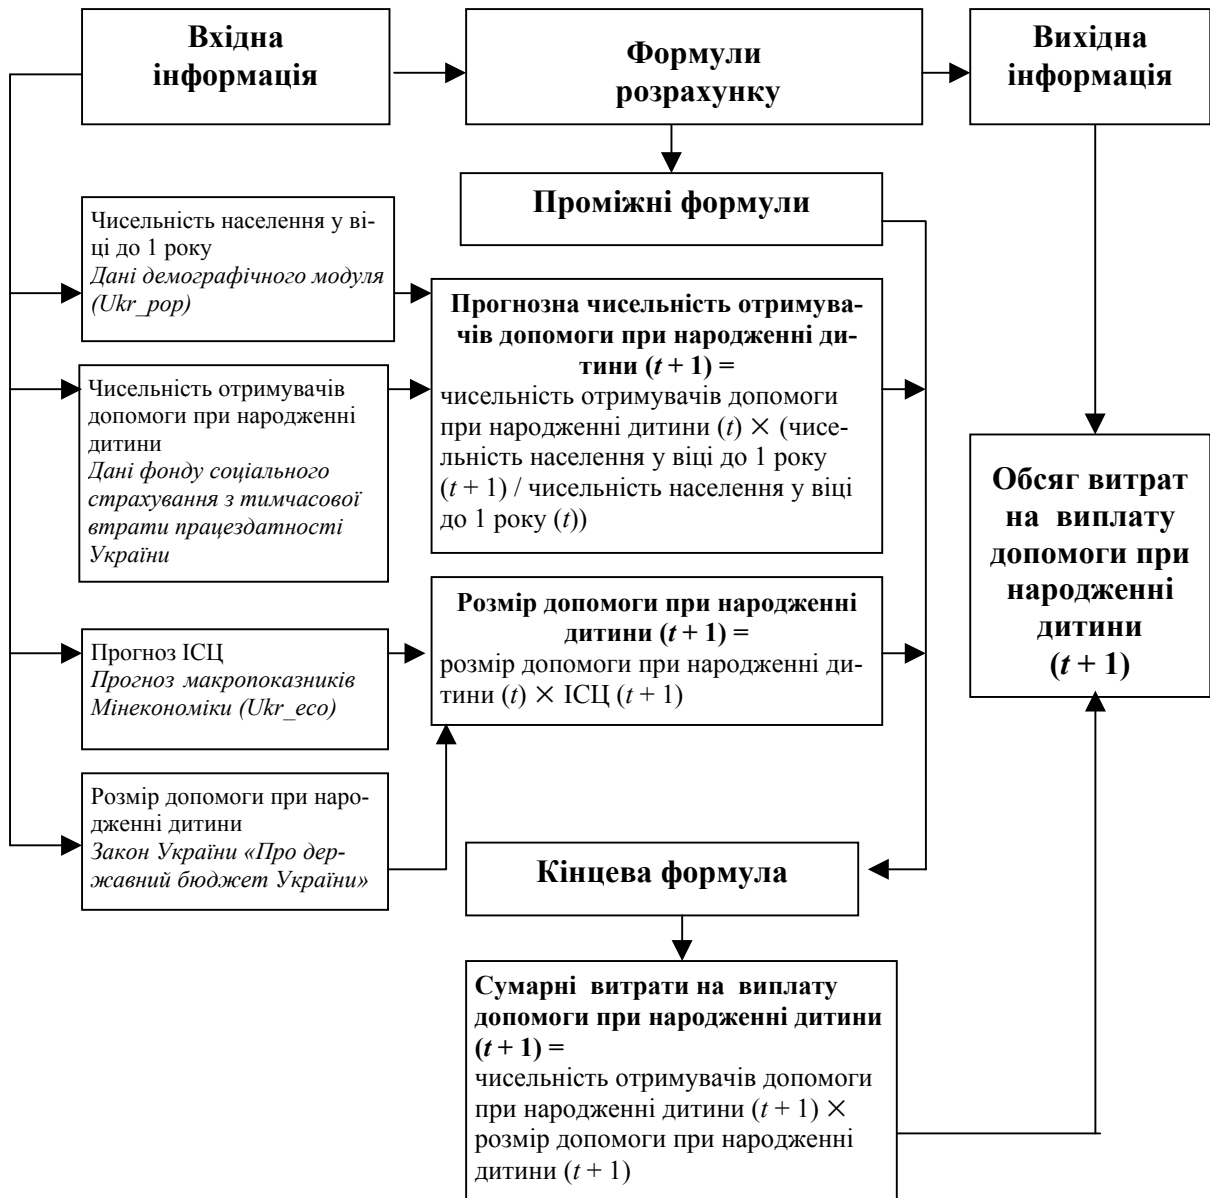 Вхідна
інформація
Формули
розрахунку
Вихідна
інформація
Проміжні формули
Чисельність населення у ві-
ці до 1 року
Дані демографічного модуля
(Ukr_pop)
Прогнозна чисельність отримува-
чів допомоги при народженні ди-
тини (t + 1) =
чисельність отримувачів допомоги
при народженні дитини (t) × (чисе-
льність населення у віці до 1 року
(t + 1) / чисельність населення у віці
до 1 року (t))
Чисельність отримувачів
допомоги при народженні
дитини
Дані фонду соціального
страхування з тимчасової
втрати працездатності
України
Обсяг витрат
на виплату
допомоги при
народженні
дитини
(t + 1)
Розмір допомоги при народженні
дитини (t + 1) =
розмір допомоги при народженні ди-
тини (t) × ІСЦ (t + 1)
Прогноз ІСЦ
Прогноз макропоказників
Мінекономіки (Ukr_eco)
Розмір допомоги при наро-
дженні дитини
Закон України «Про дер-
жавний бюджет України»
Кінцева формула
Сумарні витрати на виплату
допомоги при народженні дитини
(t + 1) =
чисельність отримувачів допомоги
при народженні дитини (t + 1) ×
розмір допомоги при народженні
дитини (t + 1)